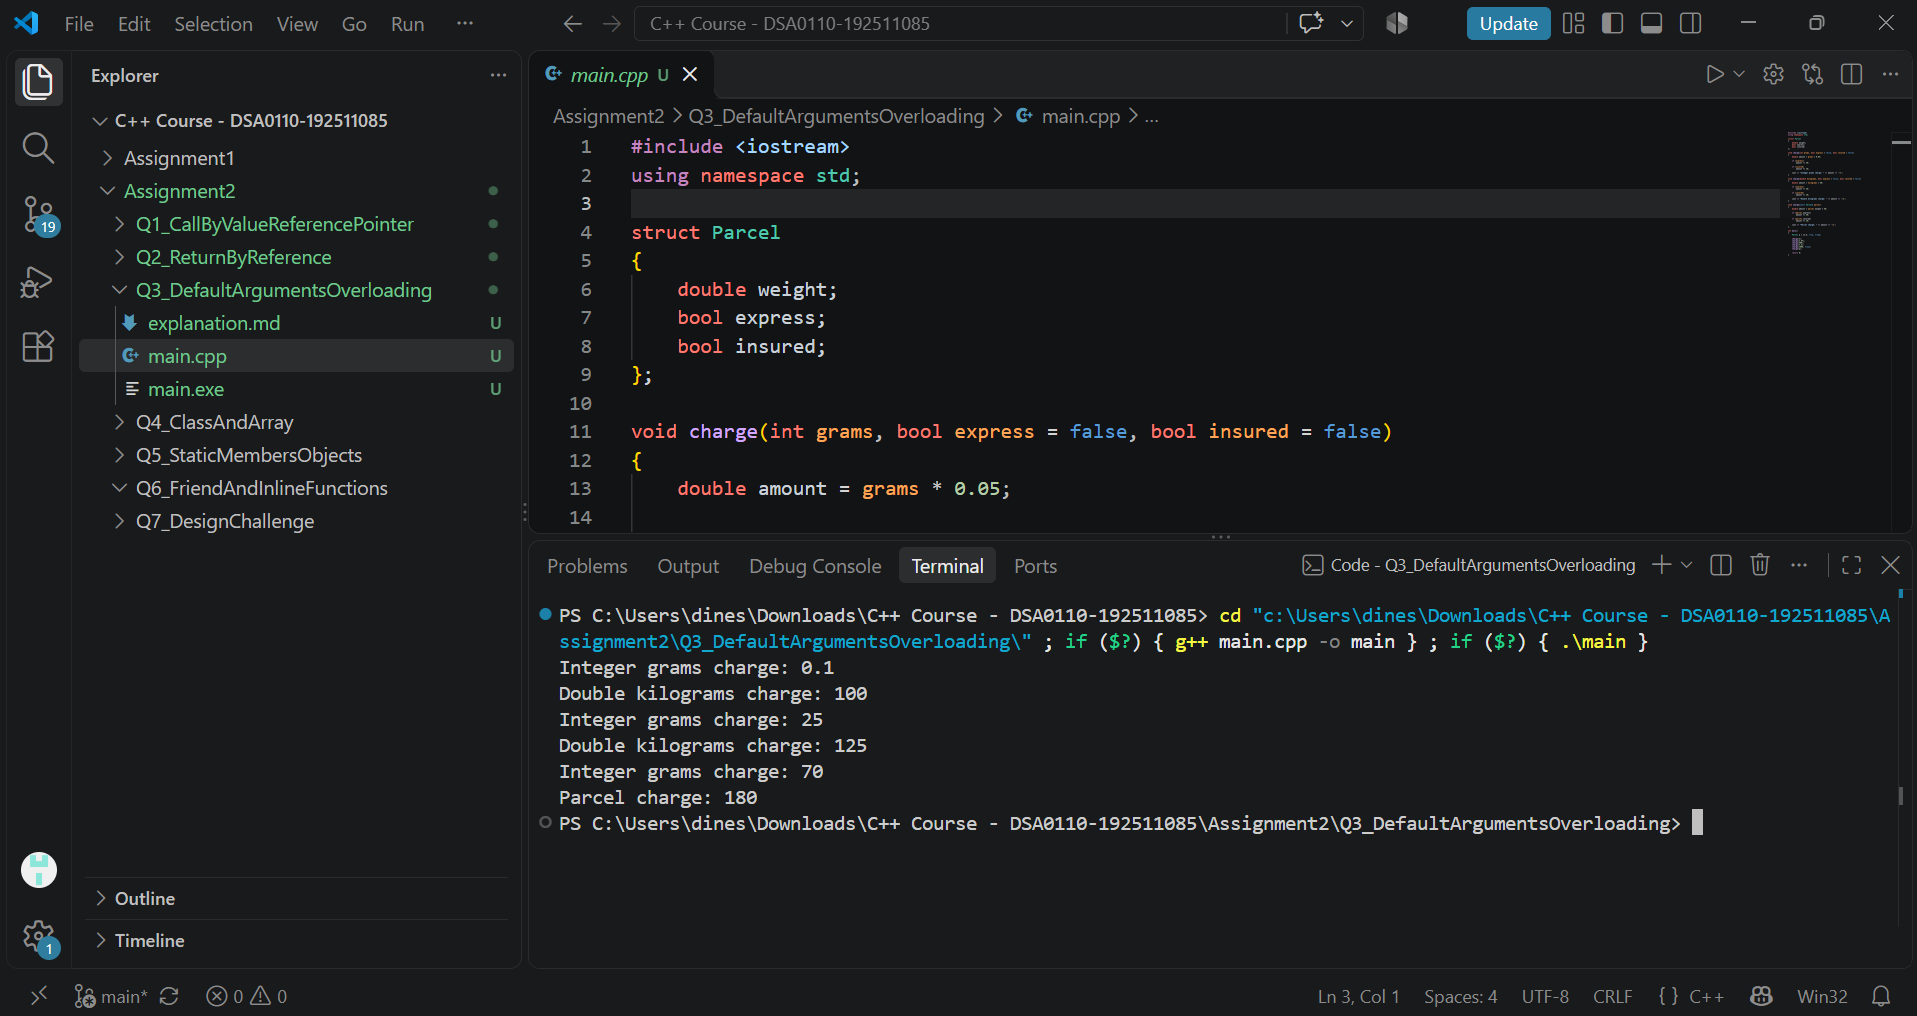 File Edit Selection View Go Run ...
C++ Course - DSA0110-192511085
Update
Explorer
C++ Course - DSA0110-192511085
Assignment1
Assignment2
Q1_CallByValueReferencePointer
Q2_ReturnByReference
Q3_DefaultArgumentsOverloading
explanation.md U
main.cpp U
main.exe U
Q4_ClassAndArray
Q5_StaticMembersObjects
Q6_FriendAndInlineFunctions
Q7_DesignChallenge
Outline
Timeline
19
1
main.cpp U
Assignment2 > Q3_DefaultArgumentsOverloading > main.cpp > ...
1 #include <iostream>
2 using namespace std;
3
4 struct Parcel
5 {
6 double weight;
7 bool express;
8 bool insured;
9 };
10
11 void charge(int grams, bool express = false, bool insured = false)
12 {
13 double amount = grams * 0.05;
14
Problems Output Debug Console Terminal Ports
Code - Q3_DefaultArgumentsOverloading
PS C:\Users\dines\Downloads\C++ Course - DSA0110-192511085> cd "c:\Users\dines\Downloads\C++ Course - DSA0110-192511085\A
ssignment2\Q3_DefaultArgumentsOverloading\" ; if ($?) { g++ main.cpp -o main } ; if ($?) { .\main }
Integer grams charge: 0.1
Double kilograms charge: 100
Integer grams charge: 25
Double kilograms charge: 125
Integer grams charge: 70
Parcel charge: 180
PS C:\Users\dines\Downloads\C++ Course - DSA0110-192511085\Assignment2\Q3_DefaultArgumentsOverloading>
main* 0 0
Ln 3, Col 1 Spaces: 4 UTF-8 CRLF {} C++ Win32